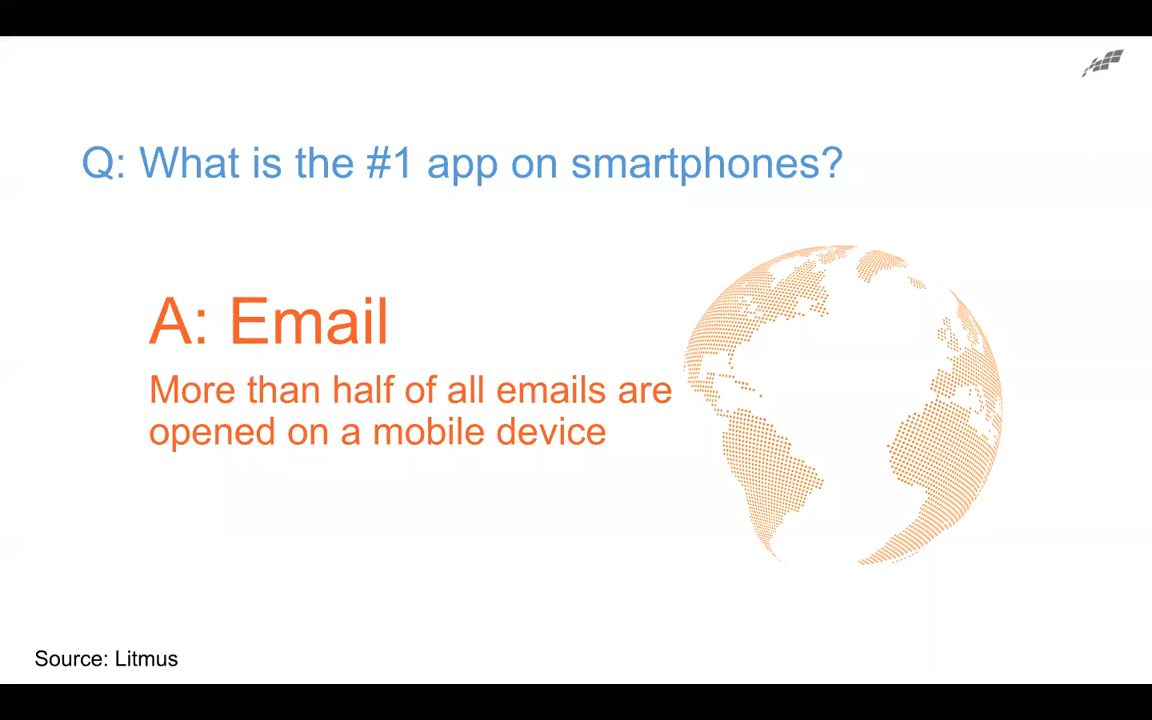 Q: What is the #1 app on smartphones?
A: Email
More than half of all emails are
opened on a mobile device
Source: Litmus